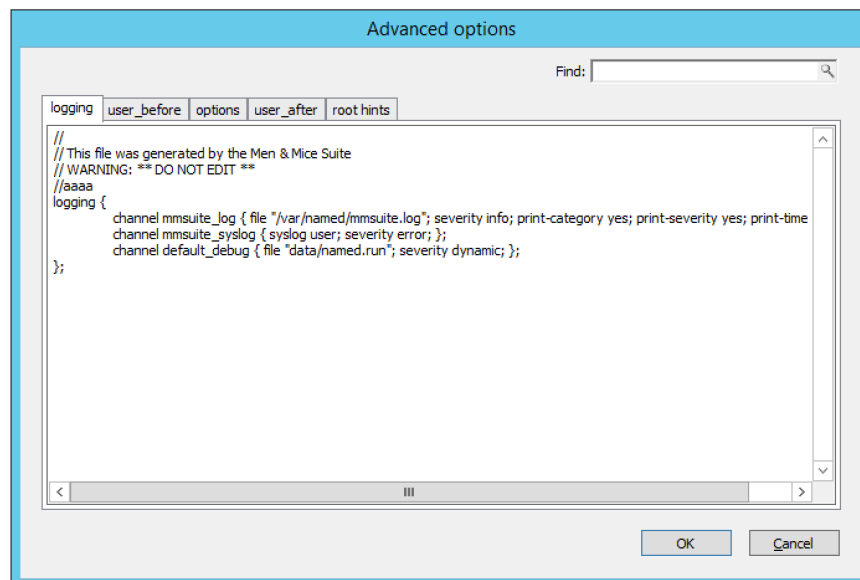 Advanced options
Find:
logging user_before options user_after root hints
//
// This file was generated by the Men & Mice Suite
// WARNING: ** DO NOT EDIT **
//aaaa
logging {
channel mmsuite_log { file "/var/named/mmsuite.log"; severity info; print-category yes; print-severity yes; print-time
channel mmsuite_syslog { syslog user; severity error; };
channel default_debug { file "data/named.run"; severity dynamic; };
};
OK Cancel